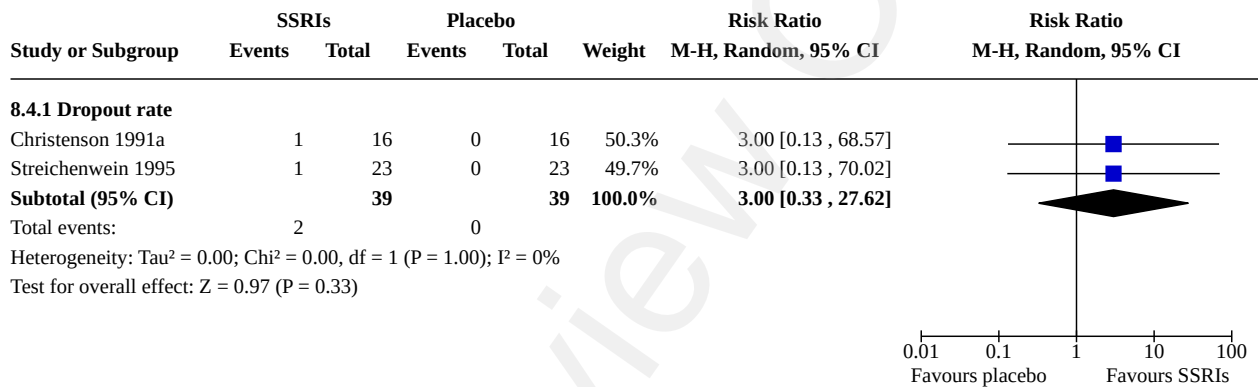 SSRIs Placebo Risk Ratio Risk Ratio
Study or Subgroup Events Total Events Total Weight M-H, Random, 95% CI M-H, Random, 95% CI
8.4.1 Dropout rate
Christenson 1991a 1 16 0 16 50.3% 3.00 [0.13 , 68.57]
Streichenwein 1995 1 23 0 23 49.7% 3.00 [0.13 , 70.02]
Subtotal (95% CI) 39 39 100.0% 3.00 [0.33 , 27.62]
Total events: 2 0
Heterogeneity: Tau² = 0.00; Chi² = 0.00, df = 1 (P = 1.00); I² = 0%
Test for overall effect: Z = 0.97 (P = 0.33)
0.01 0.1 1 10 100
Favours placebo Favours SSRIs
view